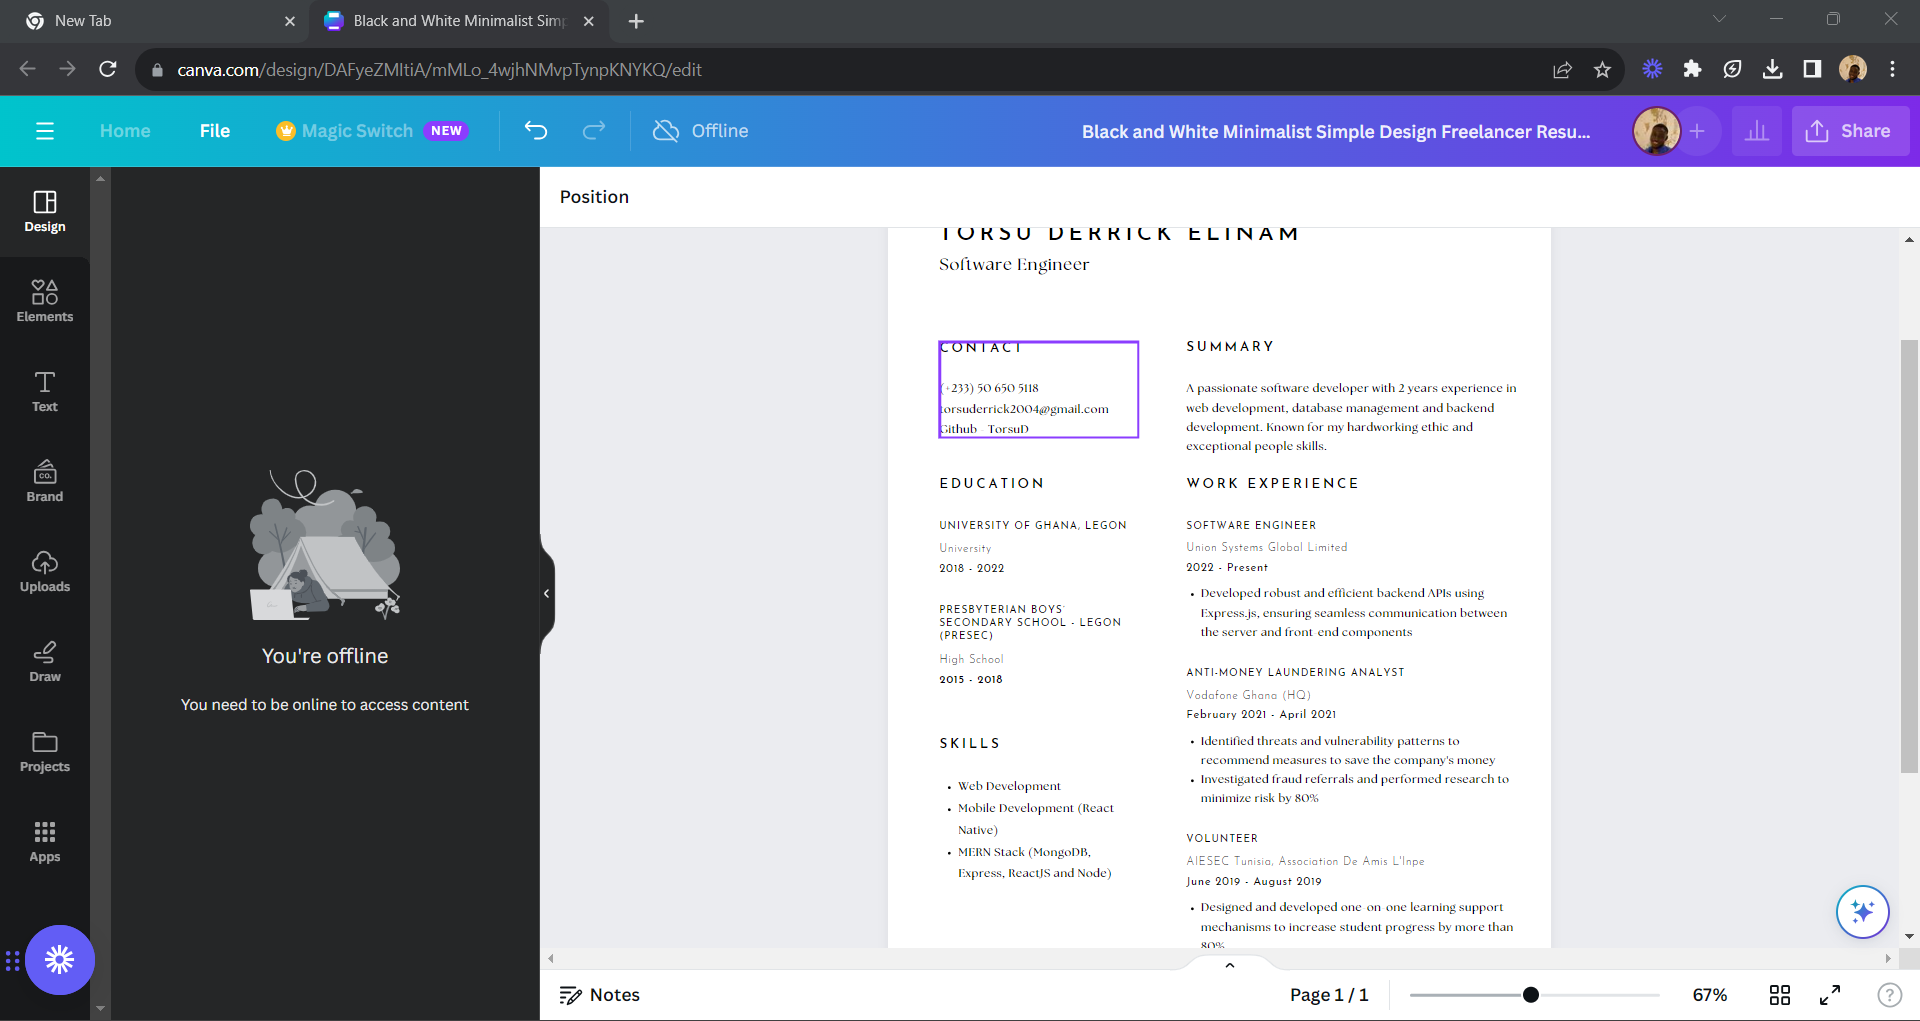 New Tab
Black and White Minimalist Sim
canva.com/design/DAFyeZMItiA/mMLo_4wjhNMvpTynpKNYKQ/edit
Home
File
Magic Switch
NEW
Offline
Black and White Minimalist Simple Design Freelancer Resu...
Share
Design
Elements
Text
CO.
Brand
Uploads
Draw
Projects
Apps
You're offline
You need to be online to access content
Position
TORSU DERRICK ELINAM
Software Engineer
CONTACT
(+233) 50 650 5118
torsuderrick2004@gmail.com
Github - TorsuD
EDUCATION
UNIVERSITY OF GHANA, LEGON
University
2018 - 2022
PRESBYTERIAN BOYS'
SECONDARY SCHOOL - LEGON
(PRESEC)
High School
2015 - 2018
SKILLS
• Web Development
• Mobile Development (React
Native)
• MERN Stack (MongoDB,
Express, ReactJS and Node)
SUMMARY
A passionate software developer with 2 years experience in
web development, database management and backend
development. Known for my hardworking ethic and
exceptional people skills.
WORK EXPERIENCE
SOFTWARE ENGINEER
Union Systems Global Limited
2022 - Present
• Developed robust and efficient backend APIs using
Express.js, ensuring seamless communication between
the server and front-end components
ANTI-MONEY LAUNDERING ANALYST
Vodafone Ghana (HQ)
February 2021 - April 2021
• Identified threats and vulnerability patterns to
recommend measures to save the company's money
• Investigated fraud referrals and performed research to
minimize risk by 80%
VOLUNTEER
AIESEC Tunisia, Association De Amis L'Inpe
June 2019 - August 2019
• Designed and developed one-on-one learning support
mechanisms to increase student progress by more than
80%
Notes
Page 1 / 1
67%